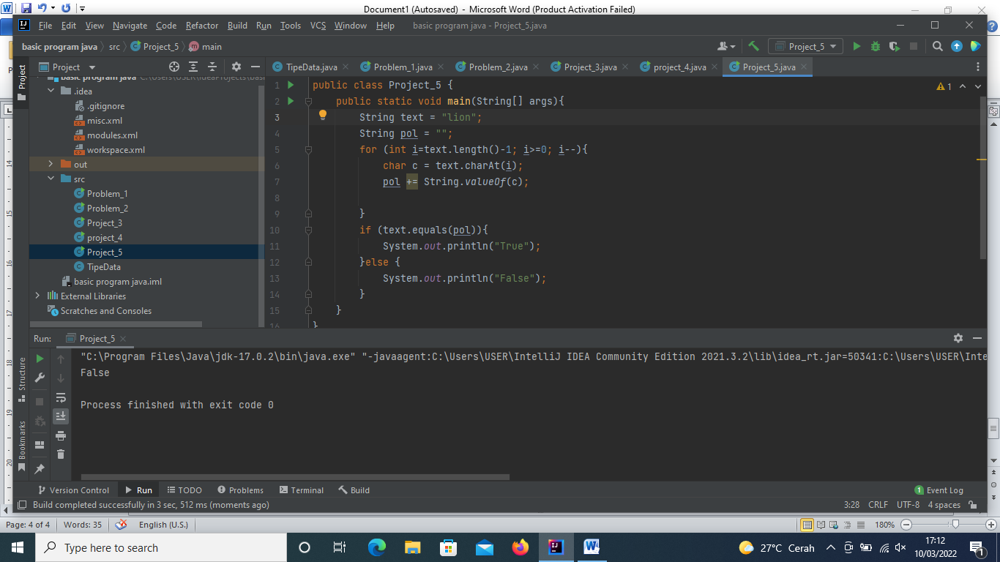 Document1 (Autosaved) - Microsoft Word (Product Activation Failed)
File Edit View Navigate Code Refactor Build Run Tools VCS Window Help basic program java - Project_5.java
basic program java src Project_5 main Project_5
Project TipeData.java Problem_1.java Problem_2.java Project_3.java project_4.java Project_5.java
Project
basic program java
.idea
.gitignore
misc.xml
modules.xml
workspace.xml
out
src
Problem_1
Problem_2
Project_3
project_4
Project_5
TipeData
basic program java.iml
External Libraries
Scratches and Consoles
1 public class Project_5 {
2 public static void main(String[] args){
3 String text = "lion";
4 String pol = "";
5 for (int i=text.length()-1; i>=0; i--){
6 char c = text.charAt(i);
7 pol += String.valueOf(c);
8
9 }
10 if (text.equals(pol)){
11 System.out.println("True");
12 }else {
13 System.out.println("False");
14 }
15 }
16 }
1
Run: Project_5
"C:\Program Files\Java\jdk-17.0.2\bin\java.exe" "-javaagent:C:\Users\USER\IntelliJ IDEA Community Edition 2021.3.2\lib\idea_rt.jar=50341:C:\Users\USER\Inte
False
Process finished with exit code 0
Structure
Bookmarks
Version Control Run TODO Problems Terminal Build 1 Event Log
Build completed successfully in 3 sec, 512 ms (moments ago) 3:28 CRLF UTF-8 4 spaces
Page: 4 of 4 Words: 35 English (U.S.) 180%
Type here to search 27°C Cerah 17:12
10/03/2022 1